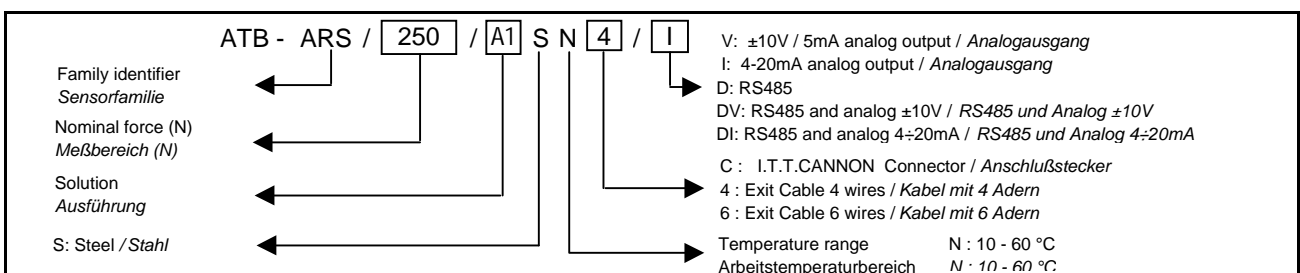 ATB - ARS / 250 / A1 S N 4 / I
V: ±10V / 5mA analog output / Analogausgang
I: 4-20mA analog output / Analogausgang
D: RS485
DV: RS485 and analog ±10V / RS485 und Analog ±10V
DI: RS485 and analog 4÷20mA / RS485 und Analog 4÷20mA
Family identifier
Sensorfamilie
Nominal force (N)
Meßbereich (N)
Solution
Ausführung
S: Steel / Stahl
C : I.T.T.CANNON Connector / Anschlußstecker
4 : Exit Cable 4 wires / Kabel mit 4 Adern
6 : Exit Cable 6 wires / Kabel mit 6 Adern
Temperature range N : 10 - 60 °C
Arbeitstemperaturbereich N : 10 - 60 °C